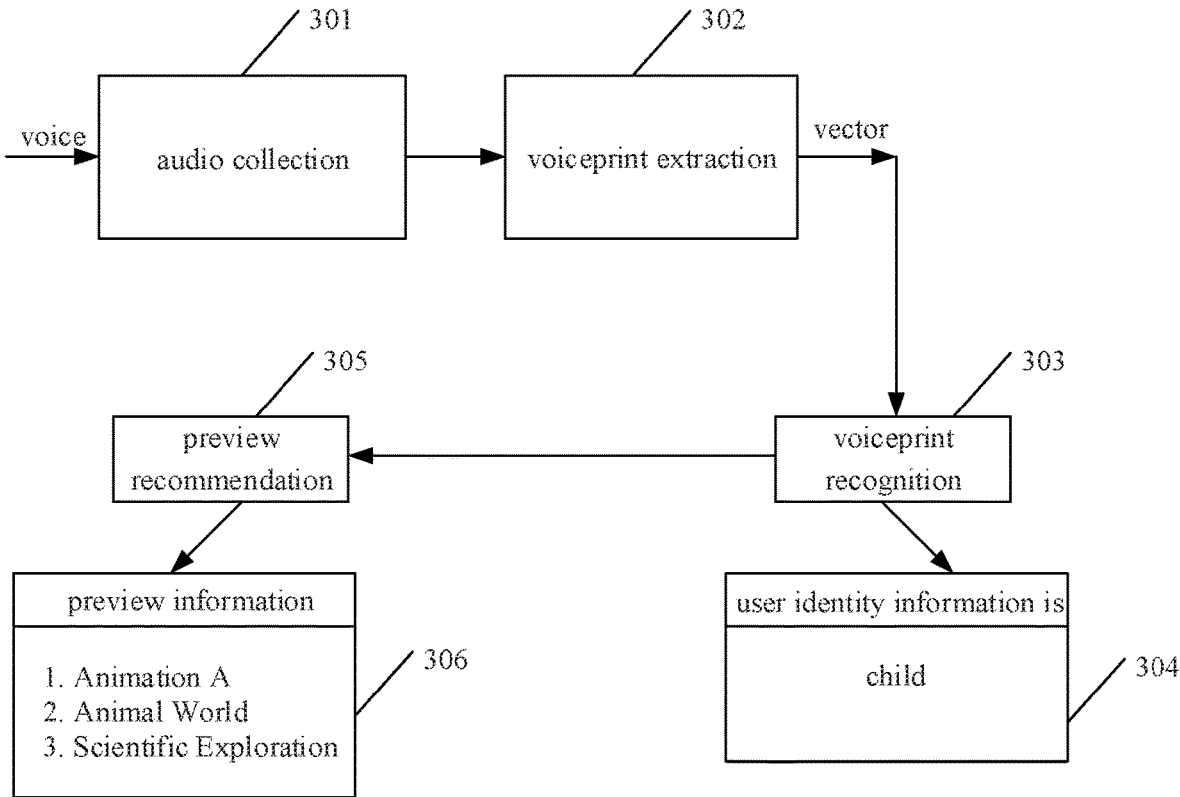 301
302
voice
audio collection
voiceprint extraction
vector
305
303
preview
recommendation
voiceprint
recognition
preview information
1. Animation A
2. Animal World
3. Scientific Exploration
306
user identity information is
child
304